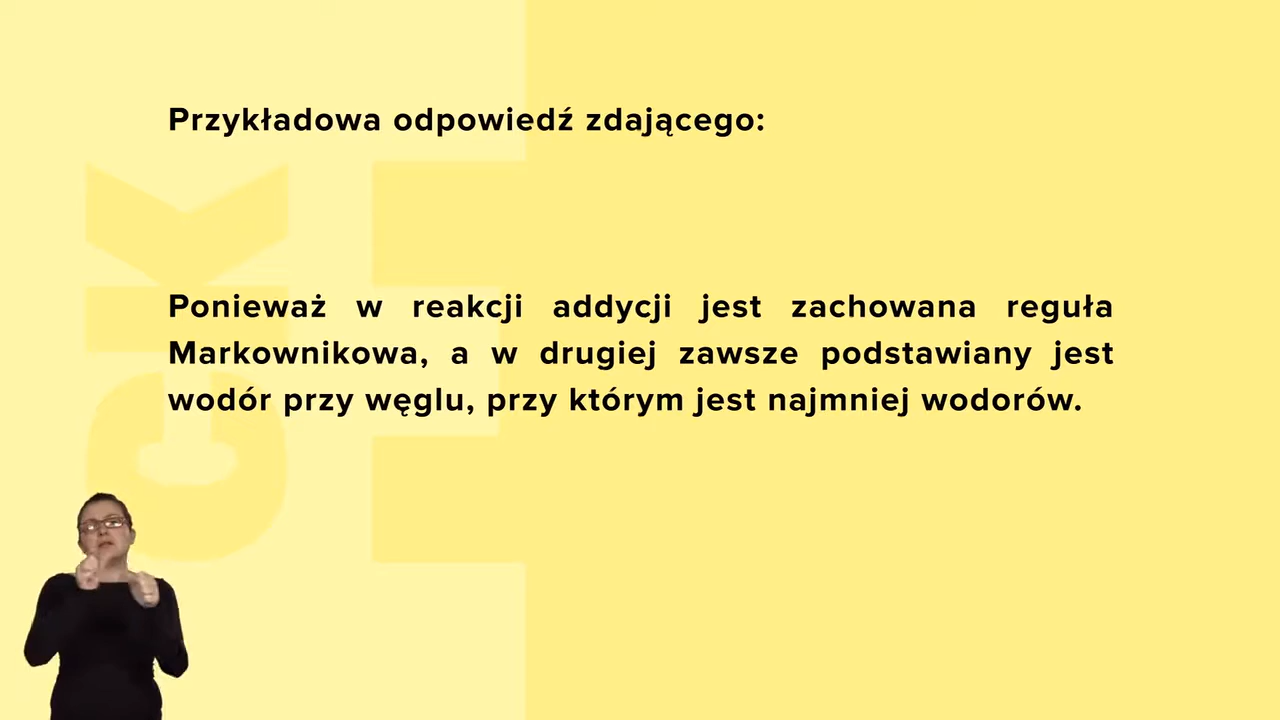 Przykładowa odpowiedź zdającego:
Ponieważ w reakcji addycji jest zachowana reguła
Markownikowa, a w drugiej zawsze podstawiany jest
wodór przy węglu, przy którym jest najmniej wodorów.